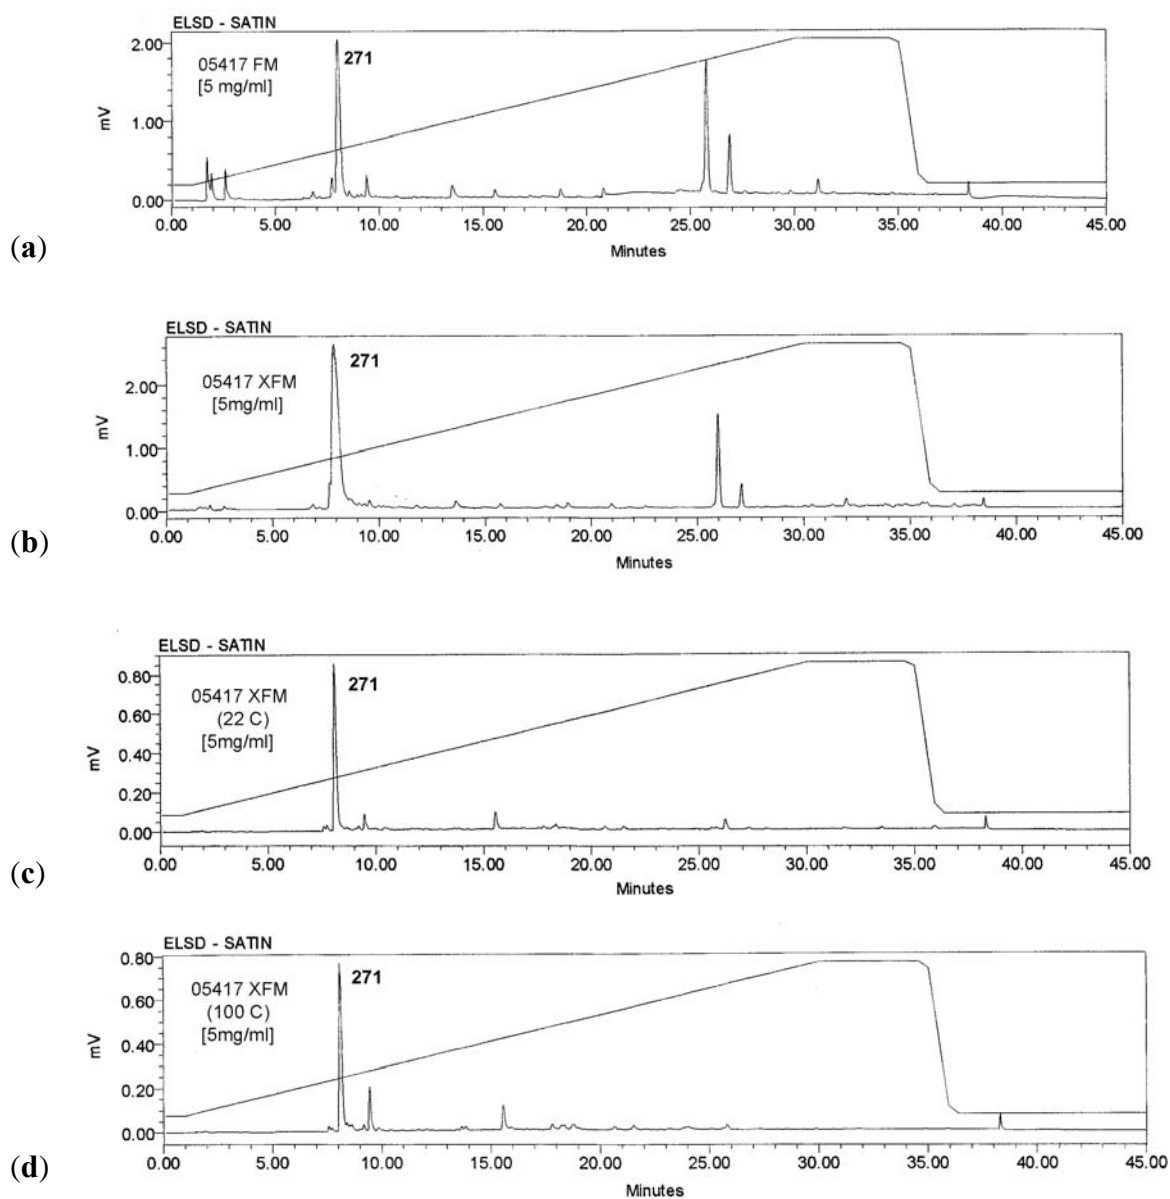 ELSD - SATIN
05417 FM
[5 mg/ml]
271
mV
2.00
1.00
0.00
0.00 5.00 10.00 15.00 20.00 25.00 30.00 35.00 40.00 45.00
Minutes
(a)
ELSD - SATIN
05417 XFM
[5mg/ml]
271
mV
2.00
1.00
0.00
0.00 5.00 10.00 15.00 20.00 25.00 30.00 35.00 40.00 45.00
Minutes
(b)
ELSD - SATIN
05417 XFM
(22 C)
[5mg/ml]
271
mV
0.80
0.60
0.40
0.20
0.00
0.00 5.00 10.00 15.00 20.00 25.00 30.00 35.00 40.00 45.00
Minutes
(c)
ELSD - SATIN
05417 XFM
(100 C)
[5mg/ml]
271
mV
0.80
0.60
0.40
0.20
0.00
0.00 5.00 10.00 15.00 20.00 25.00 30.00 35.00 40.00 45.00
Minutes
(d)